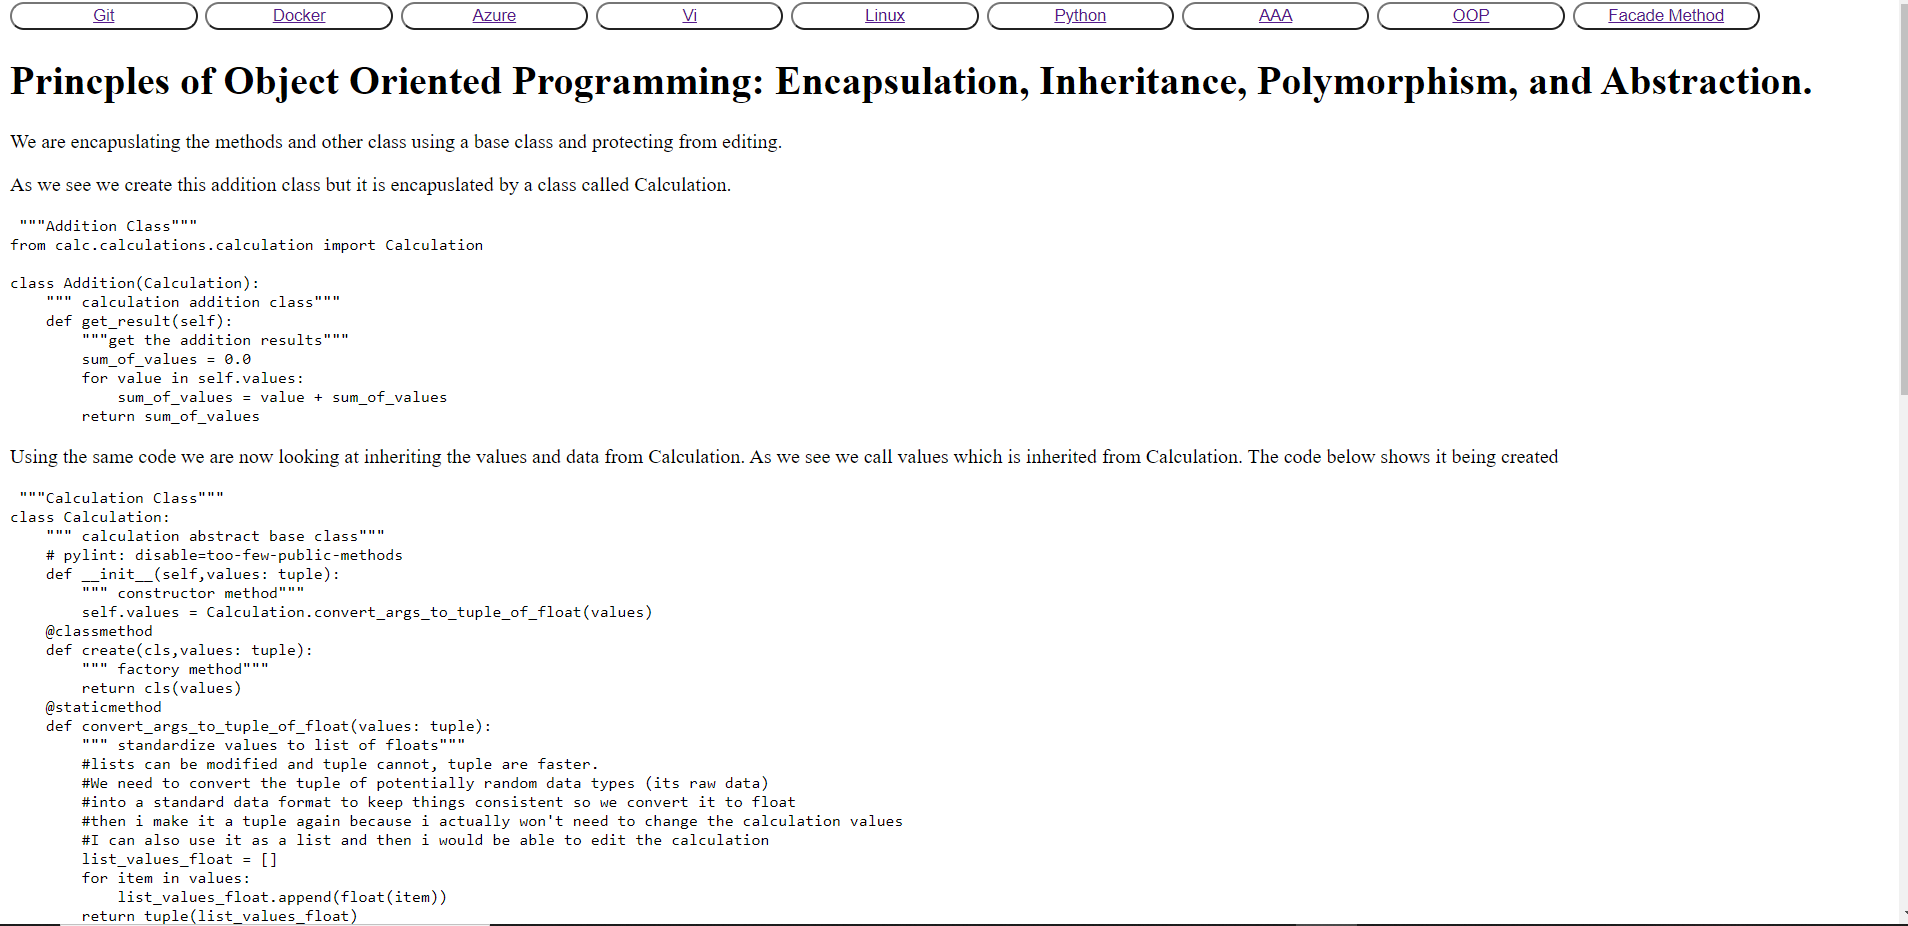 Git Docker Azure Vi Linux Python AAA OOP Facade Method
Princples of Object Oriented Programming: Encapsulation, Inheritance, Polymorphism, and Abstraction.
We are encapuslating the methods and other class using a base class and protecting from editing.
As we see we create this addition class but it is encapuslated by a class called Calculation.
"""Addition Class"""
from calc.calculations.calculation import Calculation
class Addition(Calculation):
    """ calculation addition class"""
    def get_result(self):
        """get the addition results"""
        sum_of_values = 0.0
        for value in self.values:
            sum_of_values = value + sum_of_values
        return sum_of_values
Using the same code we are now looking at inheriting the values and data from Calculation. As we see we call values which is inherited from Calculation. The code below shows it being created
"""Calculation Class"""
class Calculation:
    """ calculation abstract base class"""
    # pylint: disable=too-few-public-methods
    def __init__(self,values: tuple):
        """ constructor method"""
        self.values = Calculation.convert_args_to_tuple_of_float(values)
    @classmethod
    def create(cls,values: tuple):
        """ factory method"""
        return cls(values)
    @staticmethod
    def convert_args_to_tuple_of_float(values: tuple):
        """ standardize values to list of floats"""
        #lists can be modified and tuple cannot, tuple are faster.
        #We need to convert the tuple of potentially random data types (its raw data)
        #into a standard data format to keep things consistent so we convert it to float
        #then i make it a tuple again because i actually won't need to change the calculation values
        #I can also use it as a list and then i would be able to edit the calculation
        list_values_float = []
        for item in values:
            list_values_float.append(float(item))
        return tuple(list_values_float)